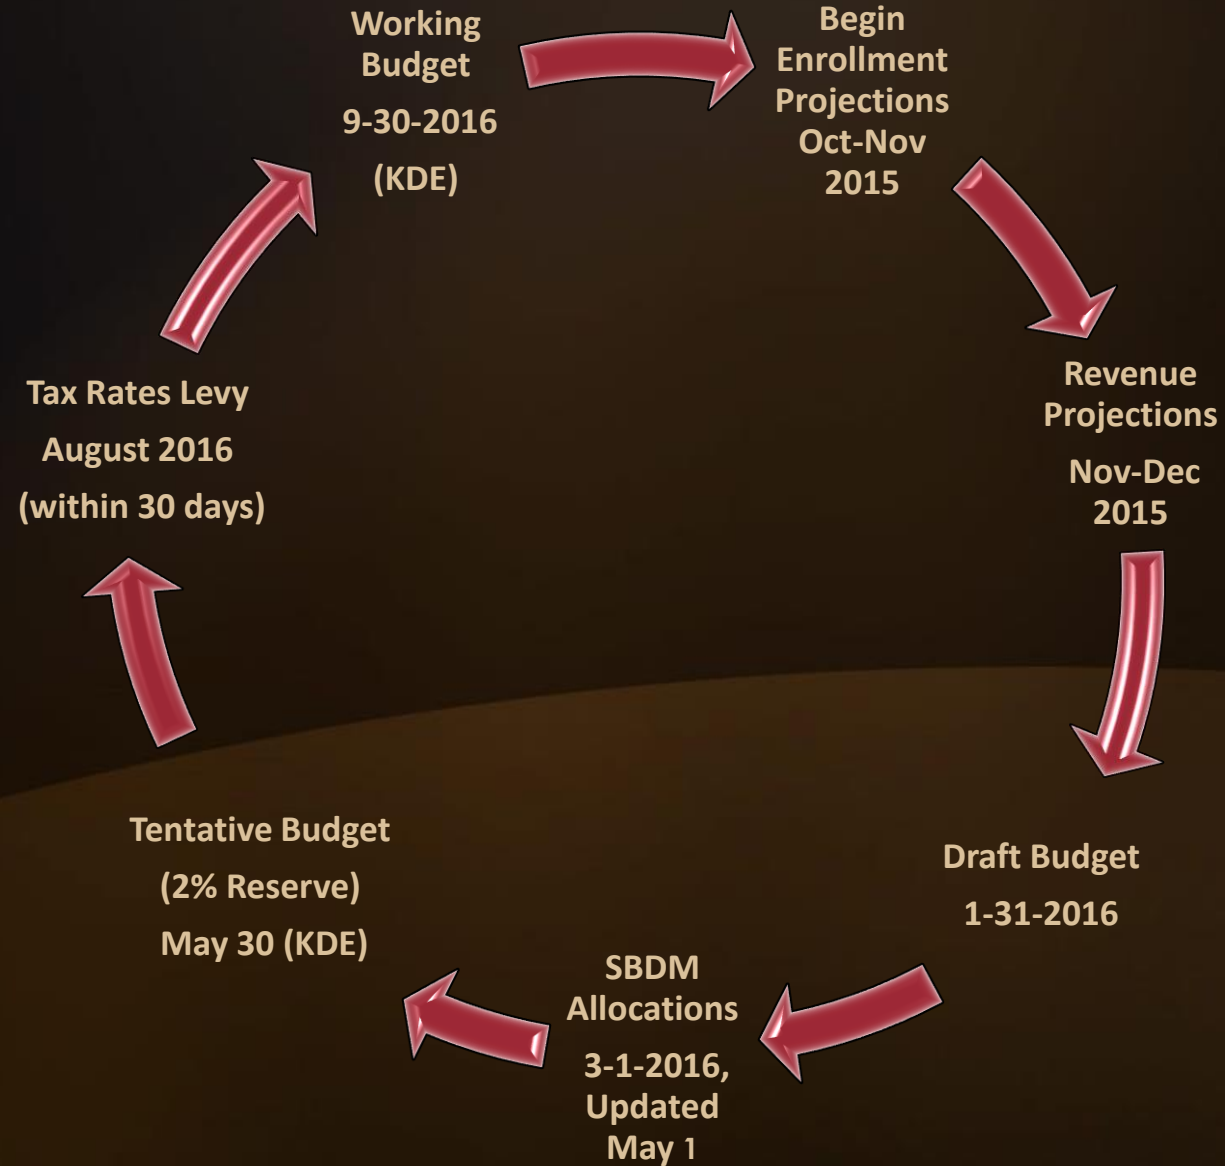 Working
Budget
9-30-2016
(KDE)
Begin
Enrollment
Projections
Oct-Nov
2015
Revenue
Projections
Nov-Dec
2015
Draft Budget
1-31-2016
SBDM
Allocations
3-1-2016,
Updated
May 1
Tentative Budget
(2% Reserve)
May 30 (KDE)
Tax Rates Levy
August 2016
(within 30 days)